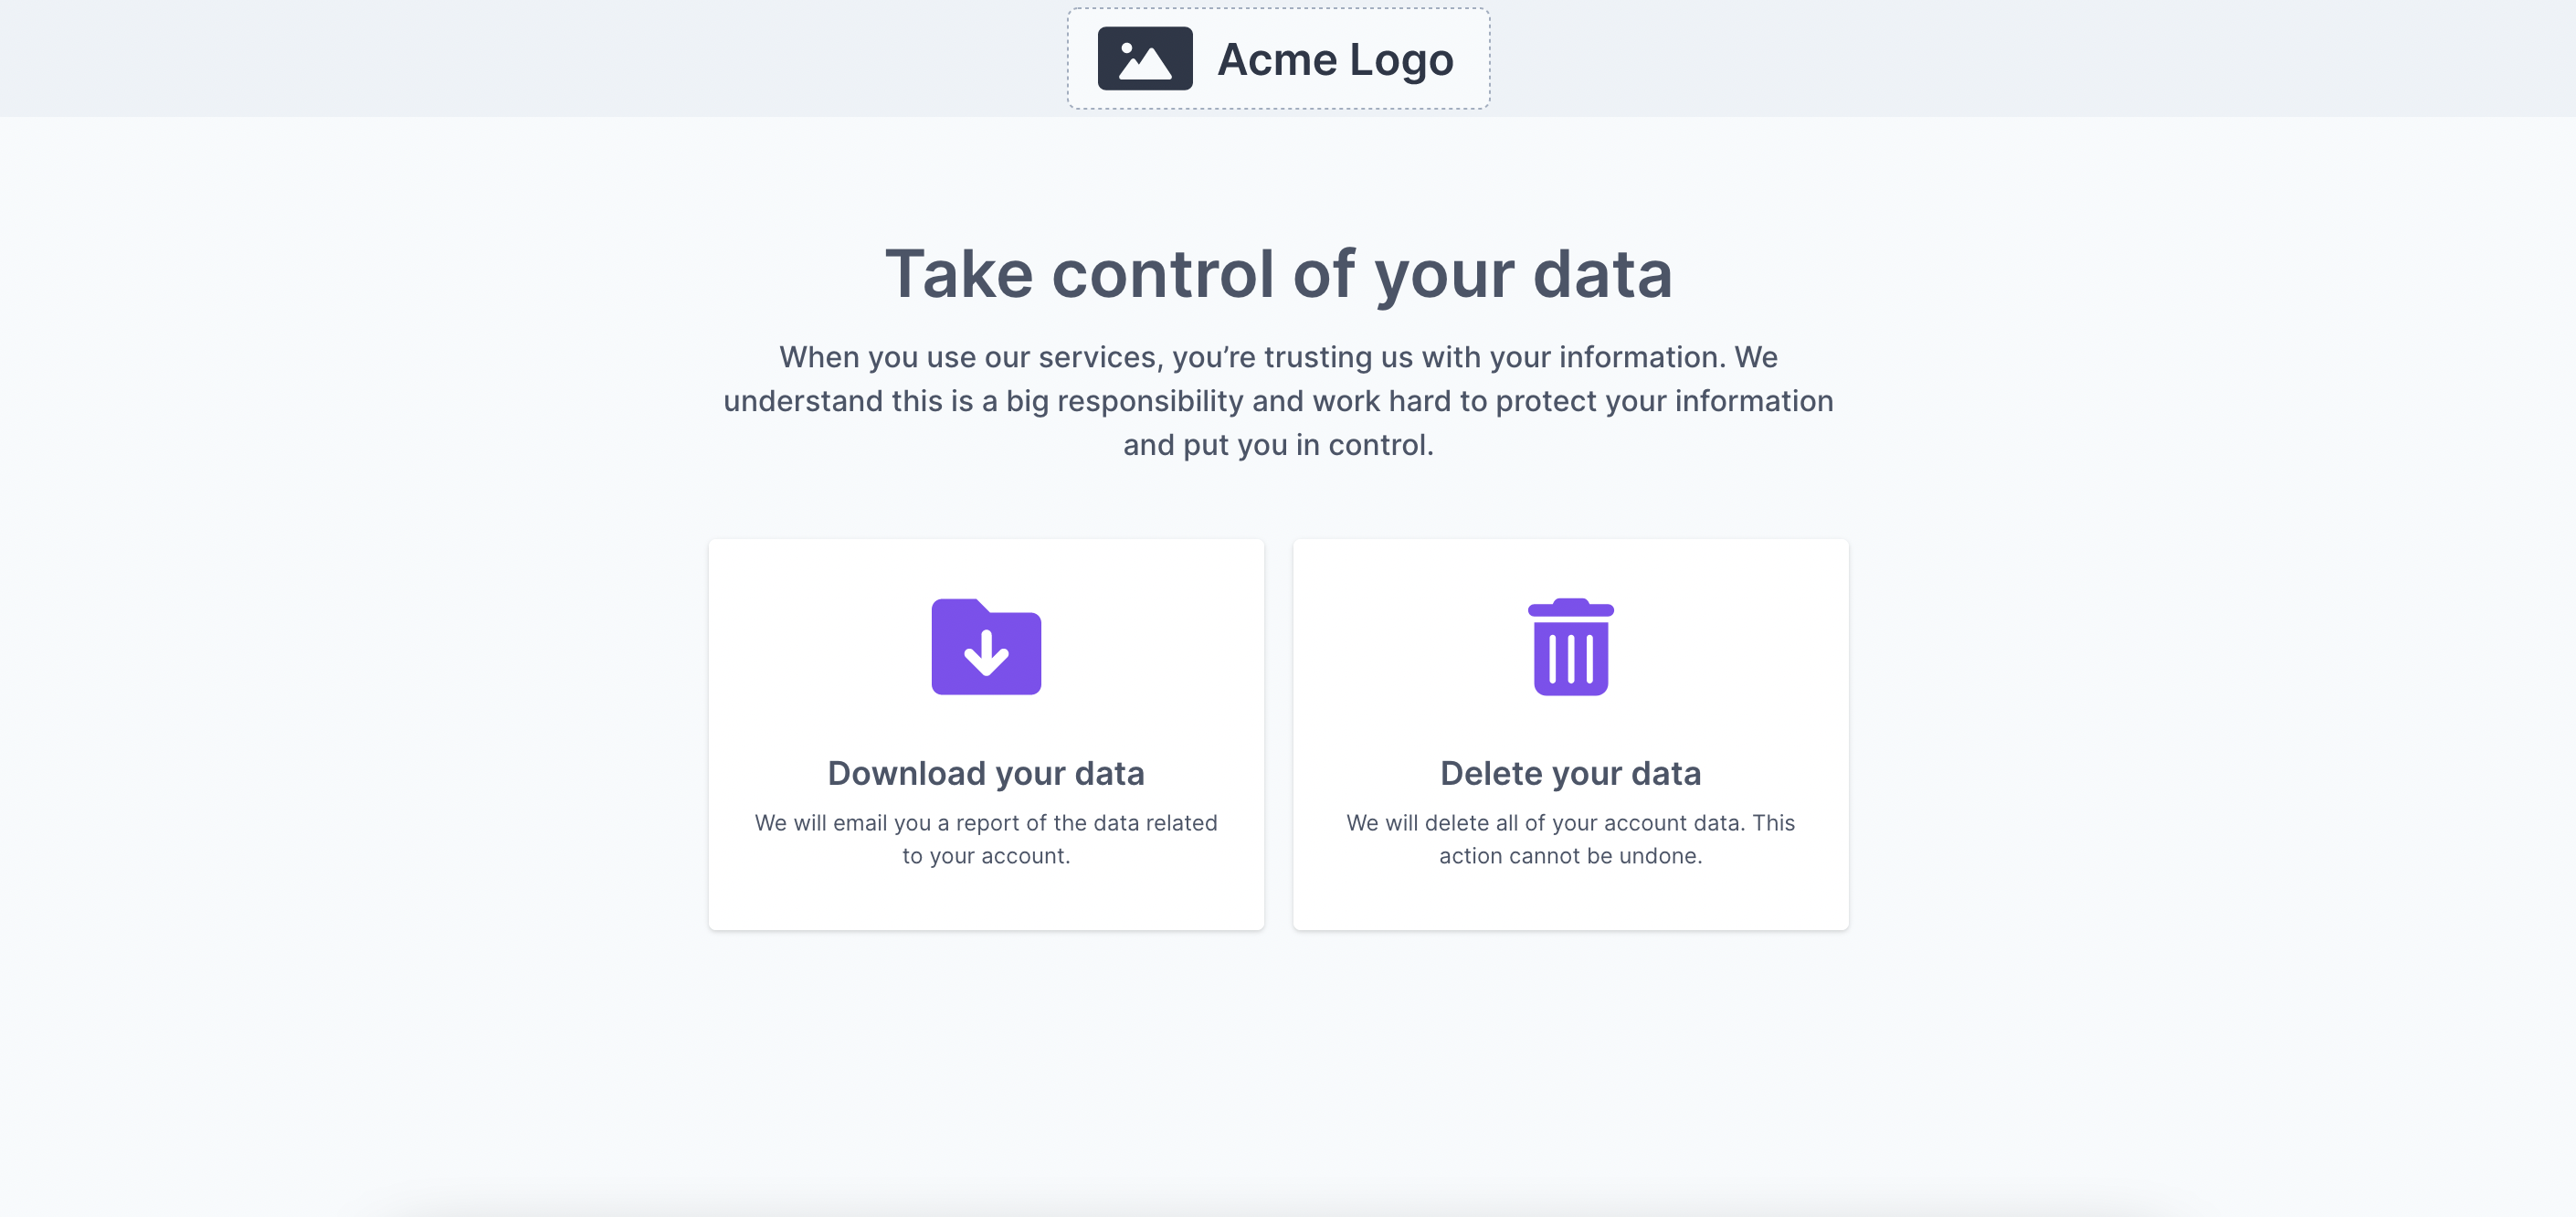 Acme Logo
Take control of your data
When you use our services, you’re trusting us with your information. We
understand this is a big responsibility and work hard to protect your information
and put you in control.
Download your data
We will email you a report of the data related
to your account.
Delete your data
We will delete all of your account data. This
action cannot be undone.